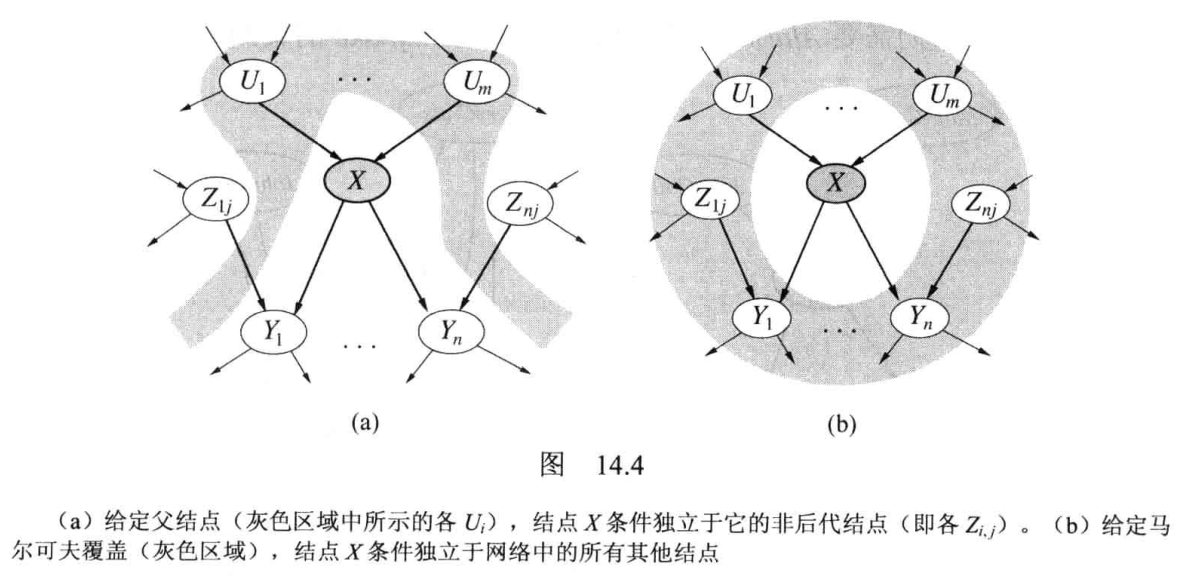 U₁ ... Uₘ
X
Z₁ⱼ Zₙⱼ
Y₁ ... Yₙ
(a)
U₁ ... Uₘ
X
Z₁ⱼ Zₙⱼ
Y₁ ... Yₙ
(b)
图 14.4
(a)给定父结点(灰色区域中所示的各 Uᵢ),结点 X 条件独立于它的非后代结点(即各 Zᵢ,ⱼ)。(b)给定马
尔可夫覆盖(灰色区域),结点 X 条件独立于网络中的所有其他结点